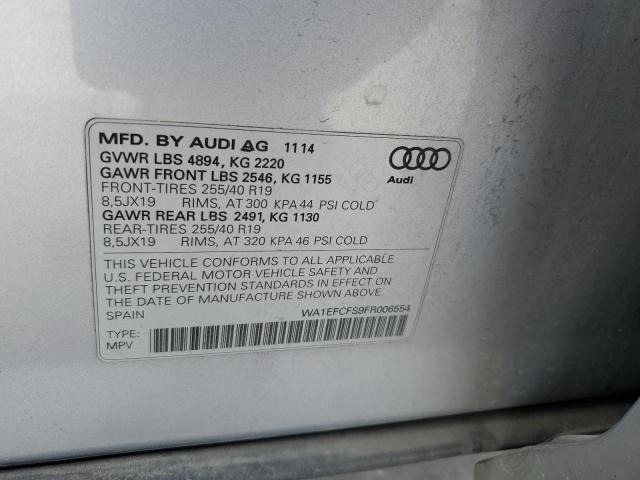 MFD. BY AUDI AG 11 14
GVWR LBS 4894, KG 2220
GAWR FRONT LBS 2546, KG 1155
FRONT-TIRES 255/40 R19
8,5JX19 RIMS, AT 300 KPA 44 PSI COLD
GAWR REAR LBS 2491, KG 1130
REAR-TIRES 255/40 R19
8,5JX19 RIMS, AT 320 KPA 46 PSI COLD
Audi
THIS VEHICLE CONFORMS TO ALL APPLICABLE
U.S. FEDERAL MOTOR VEHICLE SAFETY AND
THEFT PREVENTION STANDARDS IN EFFECT ON
THE DATE OF MANUFACTURE SHOWN ABOVE.
SPAIN WA1EFCFS9FR006554
TYPE:
MPV